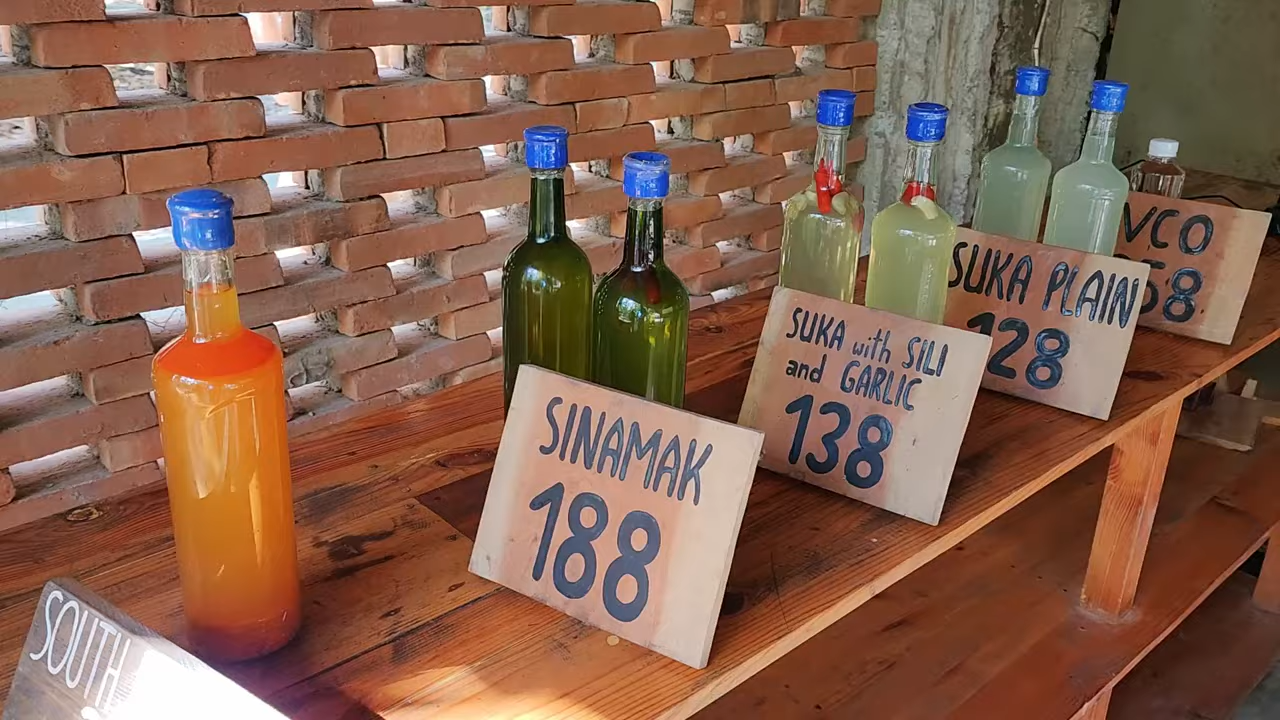 SOUTH
SINAMAK
188
SUKA with SILI
and GARLIC
138
SUKA PLAIN
128
VCO